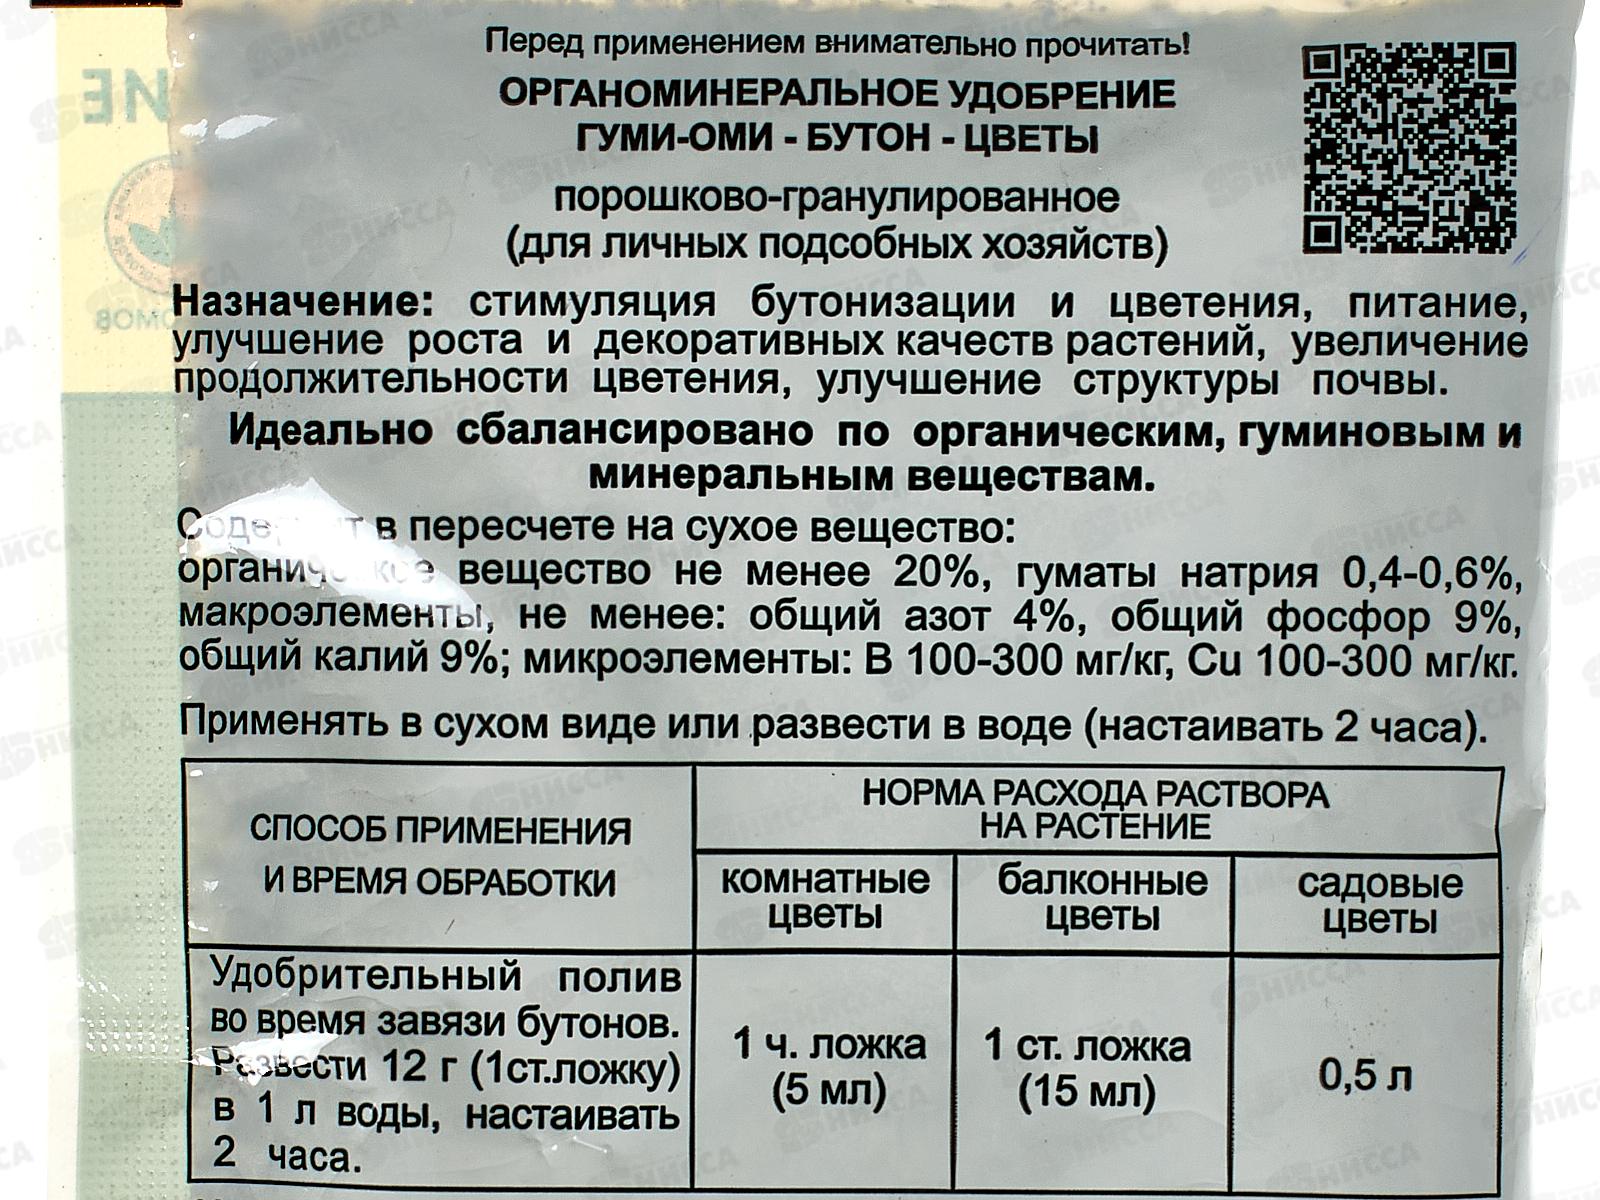 Перед применением внимательно прочитать!
ОРГАНОМИНЕРАЛЬНОЕ УДОБРЕНИЕ
ГУМИ-ОМИ - БУТОН - ЦВЕТЫ
порошково-гранулированное
(для личных подсобных хозяйств)
Назначение: стимуляция бутонизации и цветения, питание,
улучшение роста и декоративных качеств растений, увеличение
продолжительности цветения, улучшение структуры почвы.
Идеально сбалансировано по органическим, гуминовым и
минеральным веществам.
Содержит в пересчете на сухое вещество:
органическое вещество не менее 20%, гуматы натрия 0,4-0,6%,
макроэлементы, не менее: общий азот 4%, общий фосфор 9%,
общий калий 9%; микроэлементы: В 100-300 мг/кг, Cu 100-300 мг/кг.
Применять в сухом виде или развести в воде (настаивать 2 часа).
СПОСОБ ПРИМЕНЕНИЯ
И ВРЕМЯ ОБРАБОТКИ
НОРМА РАСХОДА РАСТВОРА
НА РАСТЕНИЕ
комнатные
цветы
балконные
цветы
садовые
цветы
Удобрительный полив
во время завязи бутонов.
Развести 12 г (1ст.ложку)
в 1 л воды, настаивать
2 часа.
1 ч. ложка
(5 мл)
1 ст. ложка
(15 мл)
0,5 л
НИССА